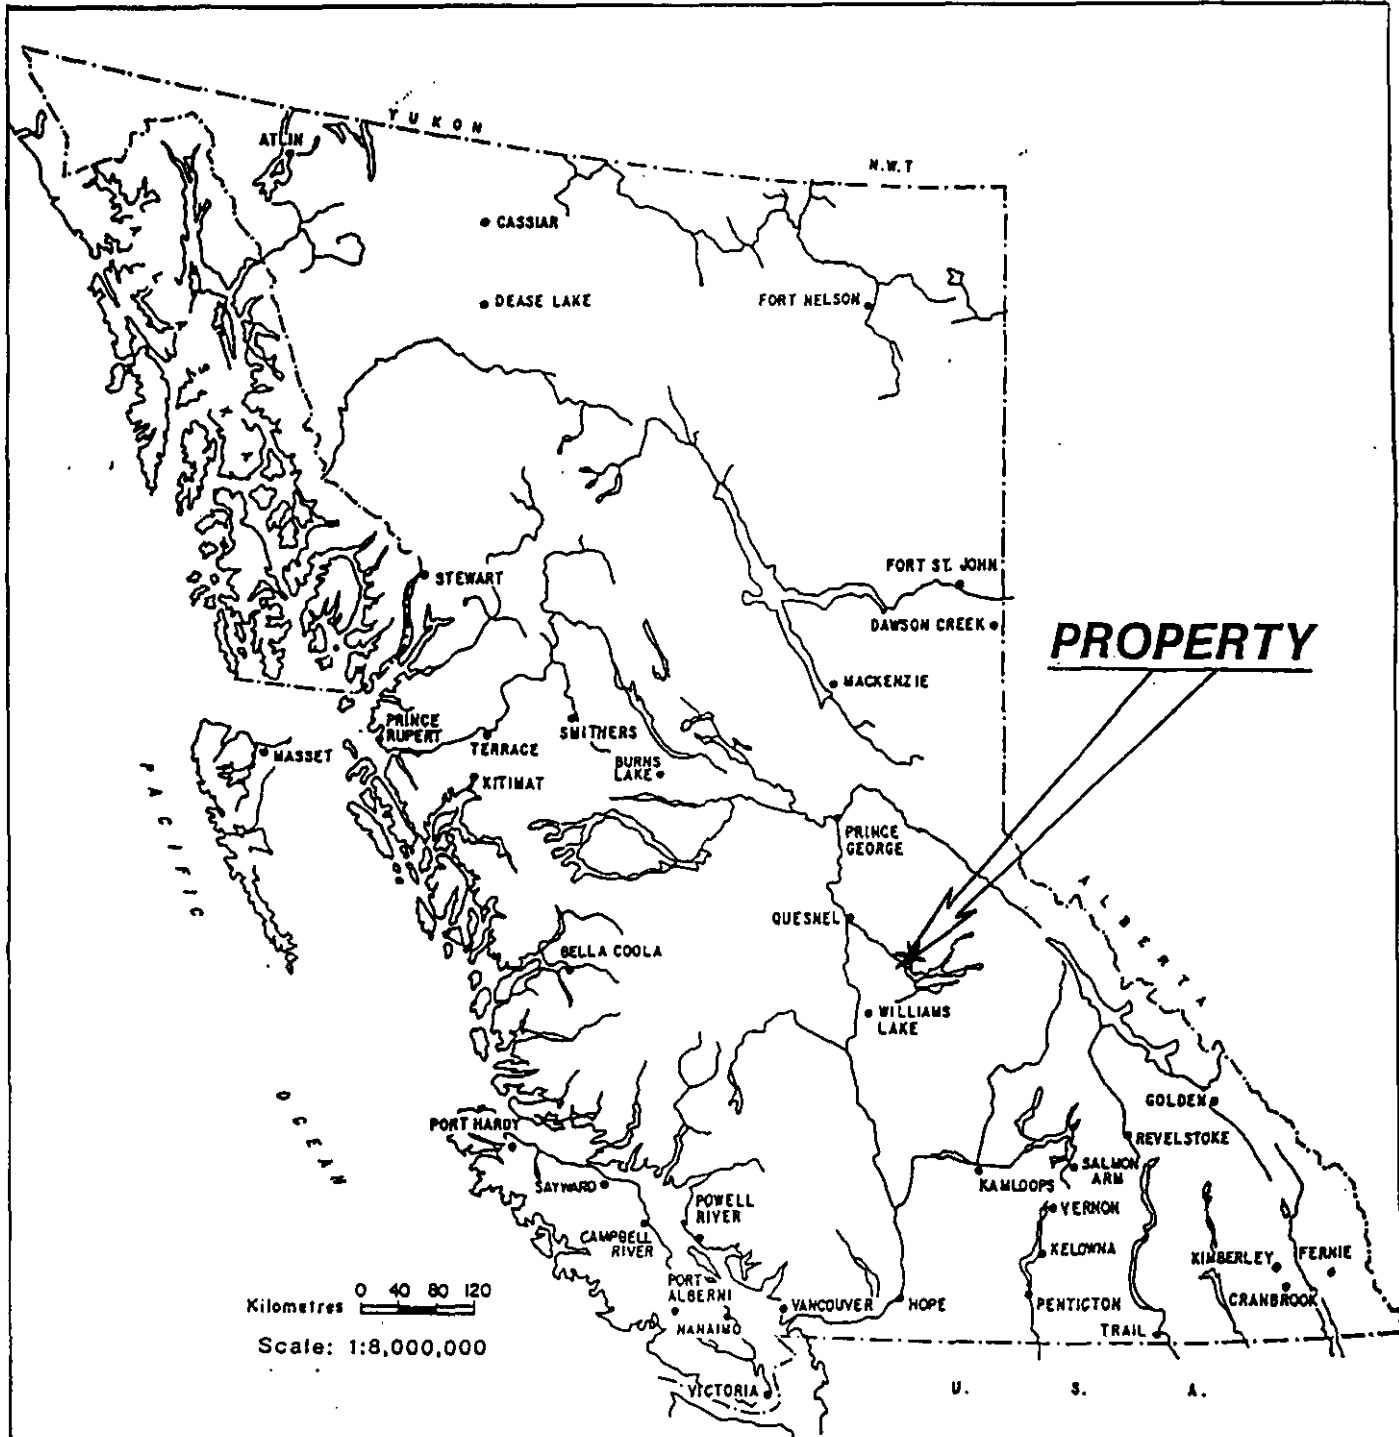 YUKON
N.W.T
ATLIN
CASSIAR
DEASE LAKE
FORT NELSON
ALASKA
STEWART
FORT ST. JOHN
DAWSON CREEK
PROPERTY
MACKENZIE
PRINCE
RUPERT
TERRACE
SMITHERS
BURNS
LAKE
MASSET
KITIMAT
PACIFIC
PRINCE
GEORGE
QUESNEL
ALBERTA
BELLA COOLA
WILLIAMS
LAKE
OCEAN
GOLDEN
PORT HARDY
REVELSTOKE
SALMON
ARM
KAMLOOPS
SAYWARD
POWELL
RIVER
VERNON
CAMPBELL
RIVER
KELOWNA
KIMBERLEY
FERNIE
PORT
ALBERNI
0 40 80 120
Kilometres
VANCOUVER
HOPE
PENTICTON
CRANBROOK
NANAIMO
TRAIL
Scale: 1:8,000,000
VICTORIA
U. S. A.